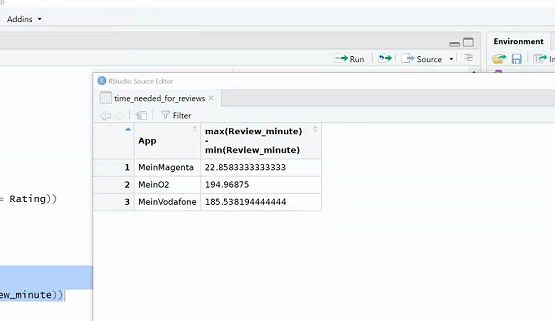 Addins
Environment
Run
Source
In
RStudio Source Editor
time_needed_for_reviews
Filter
App
max(Review_minute)
-
min(Review_minute)
1 MeinMagenta 22.8583333333333
2 MeinO2 194.96875
3 MeinVodafone 185.538194444444
= Rating))
ew_minute))